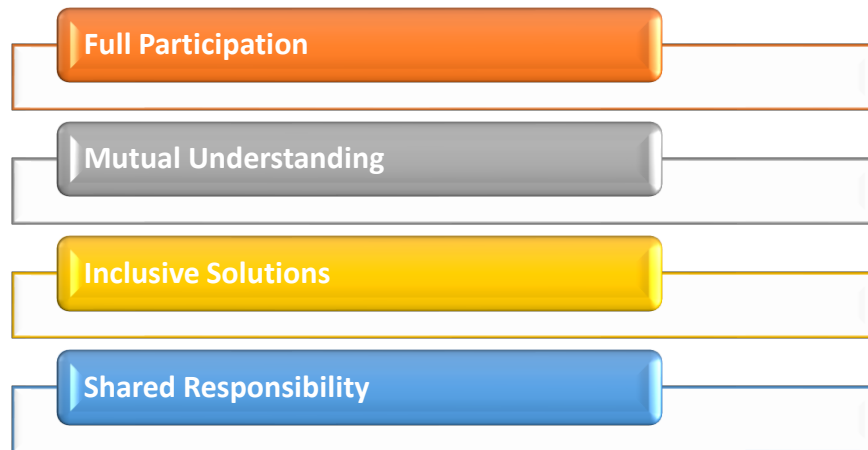 Full Participation
Mutual Understanding
Inclusive Solutions
Shared Responsibility